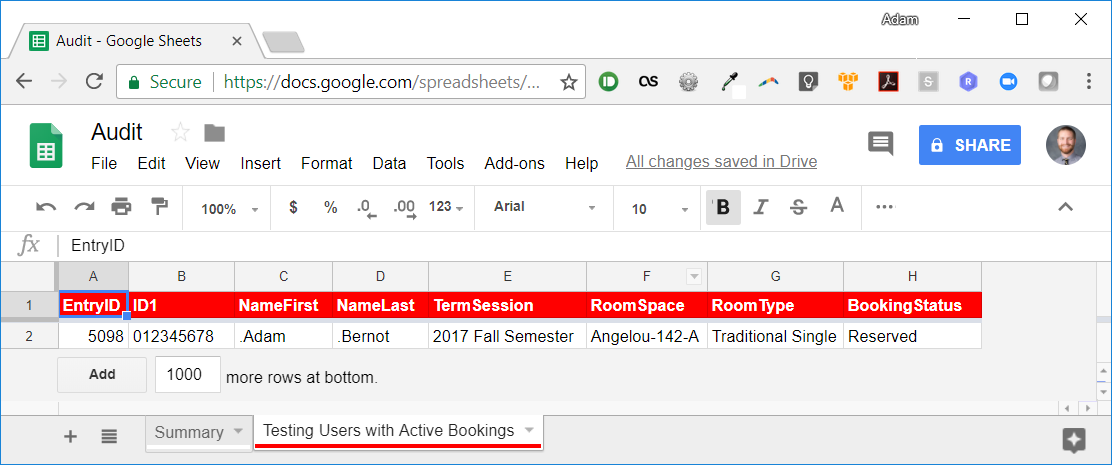 Adam
Audit - Google Sheets
Secure https://docs.google.com/spreadsheets/...
Audit
File Edit View Insert Format Data Tools Add-ons Help All changes saved in Drive
SHARE
100% $ % .0 .00 123 Arial 10 B I S A
fx EntryID
A B C D E F G H
1 EntryID ID1 NameFirst NameLast TermSession RoomSpace RoomType BookingStatus
2 5098 012345678 .Adam .Bernot 2017 Fall Semester Angelou-142-A Traditional Single Reserved
Add 1000 more rows at bottom.
Summary Testing Users with Active Bookings